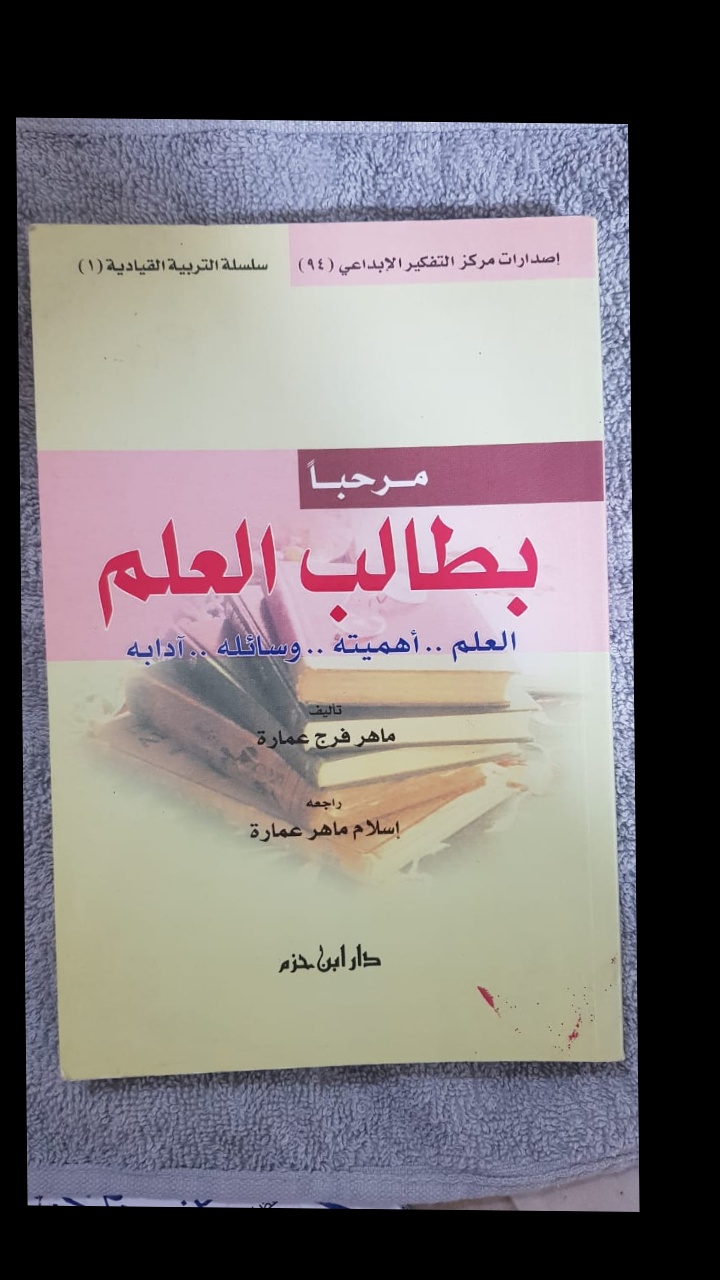 إصدارات مركز التفكير الإبداعي (٩٤)
سلسلة التربية القيادية (١)
مرحباً
بطالب العلم
العلم .. أهميته .. وسائله .. آدابه
تأليف
ماهر فرج عمارة
راجعه
إسلام ماهر عمارة
دار ابن حزم